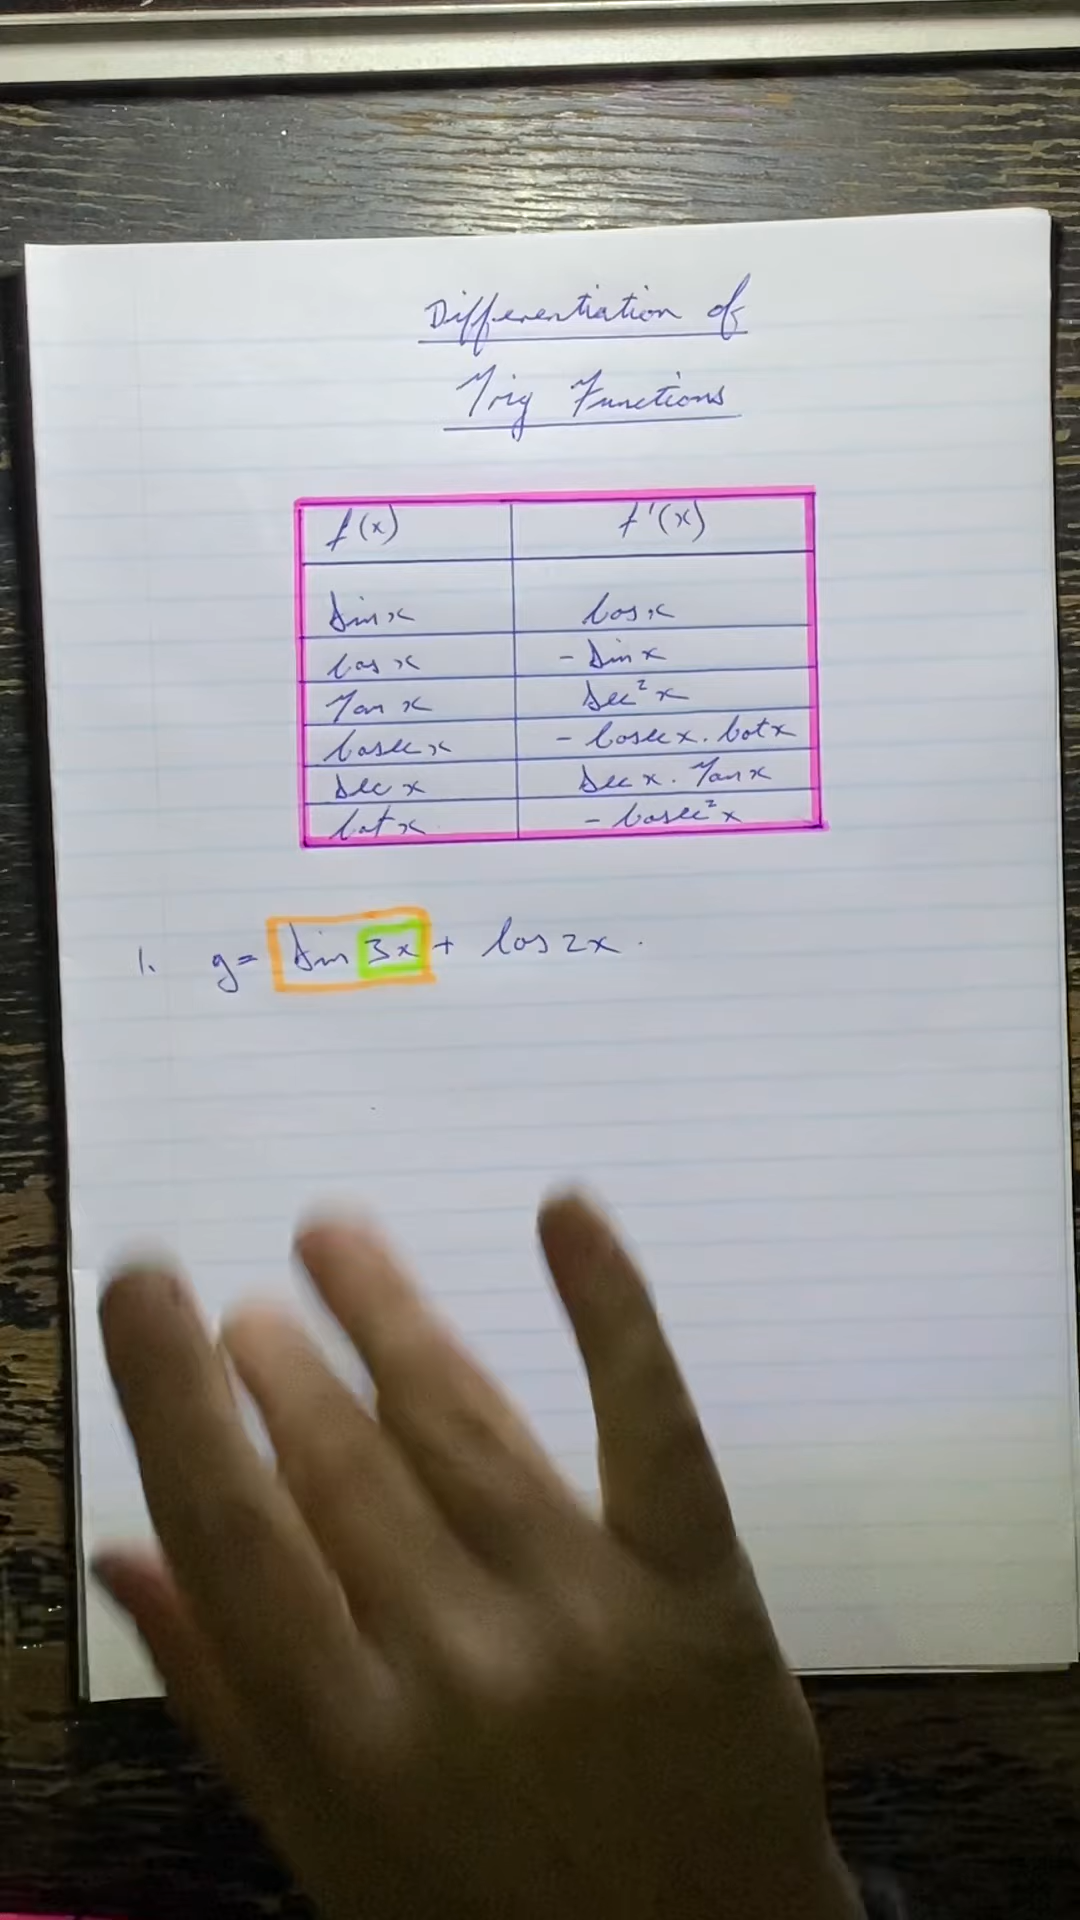 Differentiation of
Trig Functions
f(x) f'(x)
Sin x Cos x
Cos x - Sin x
Tan x Sec² x
Cosec x - Cosec x . Cot x
Sec x Sec x . Tan x
Cot x - Cosec² x
1. y= Sin 3x + Cos 2x .